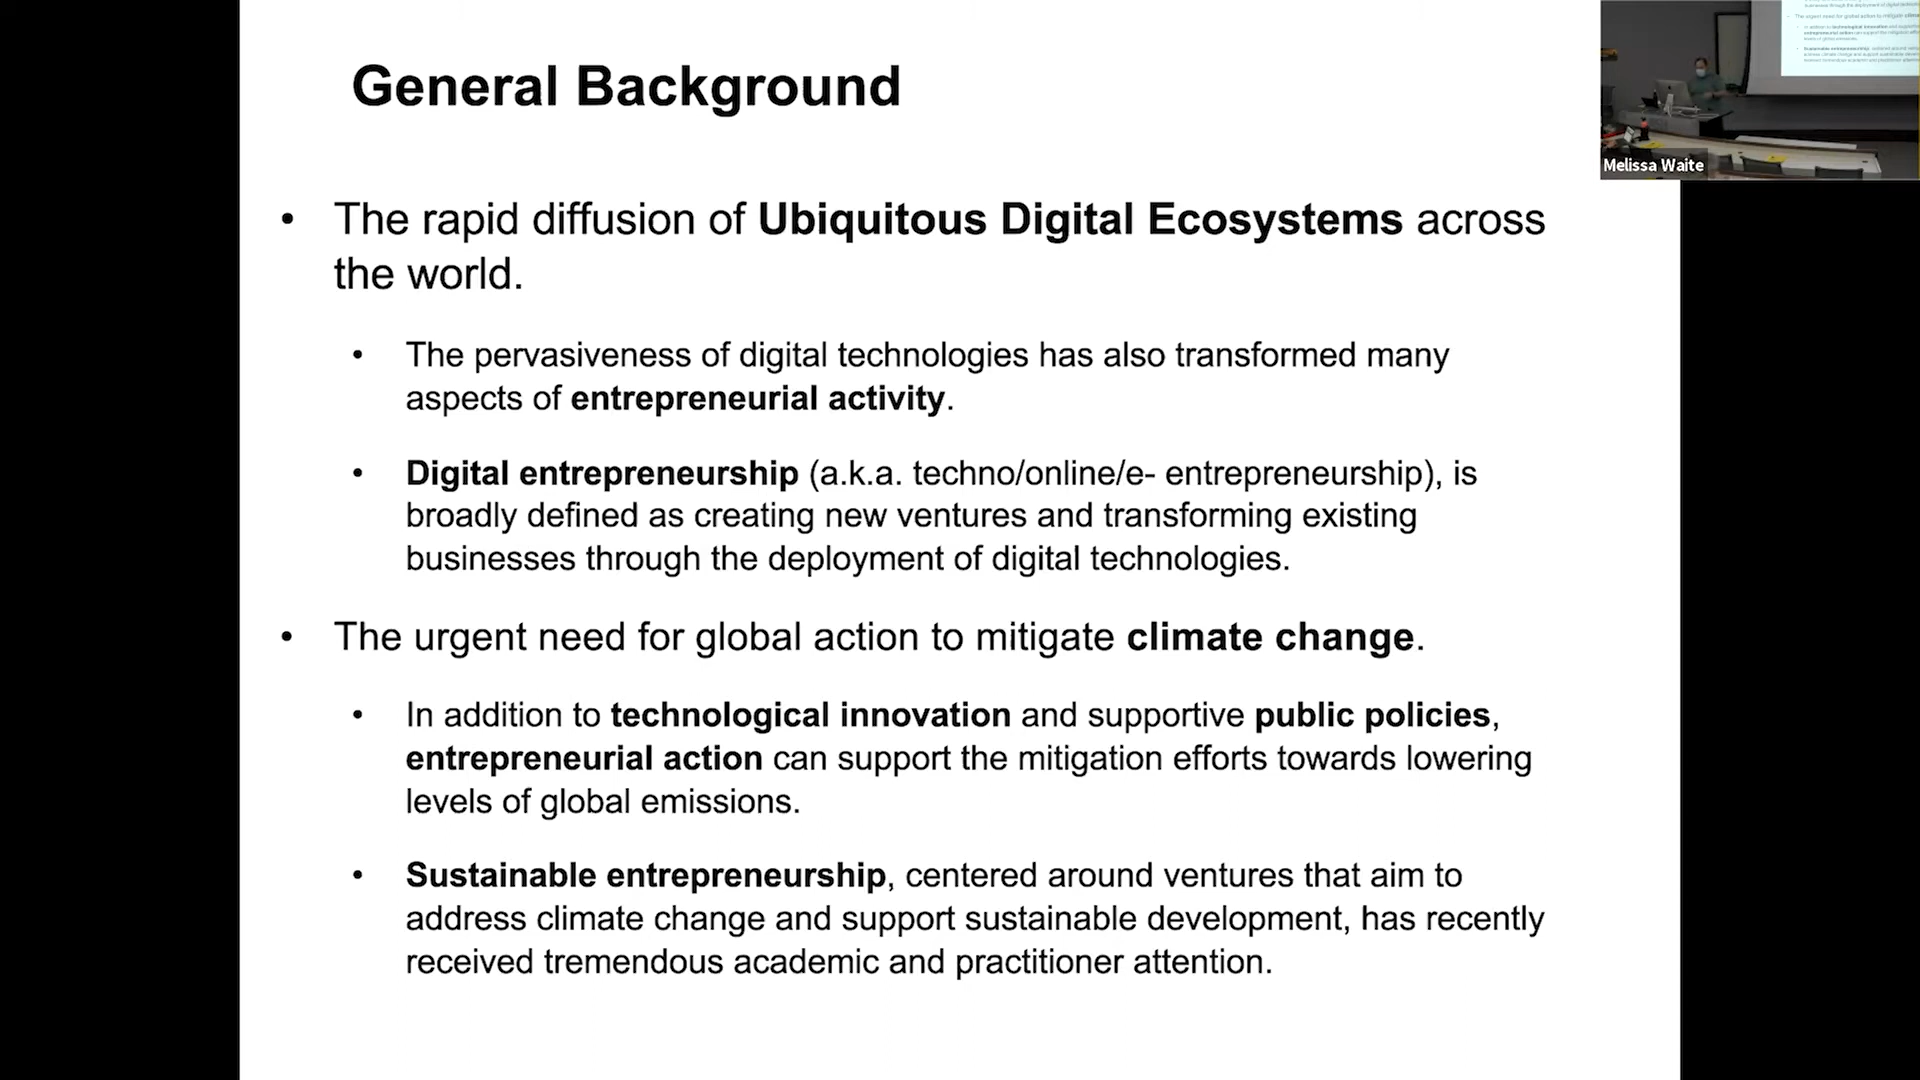 General Background
• The rapid diffusion of Ubiquitous Digital Ecosystems across
the world.
• The pervasiveness of digital technologies has also transformed many
aspects of entrepreneurial activity.
• Digital entrepreneurship (a.k.a. techno/online/e- entrepreneurship), is
broadly defined as creating new ventures and transforming existing
businesses through the deployment of digital technologies.
• The urgent need for global action to mitigate climate change.
• In addition to technological innovation and supportive public policies,
entrepreneurial action can support the mitigation efforts towards lowering
levels of global emissions.
• Sustainable entrepreneurship, centered around ventures that aim to
address climate change and support sustainable development, has recently
received tremendous academic and practitioner attention.
Melissa Waite